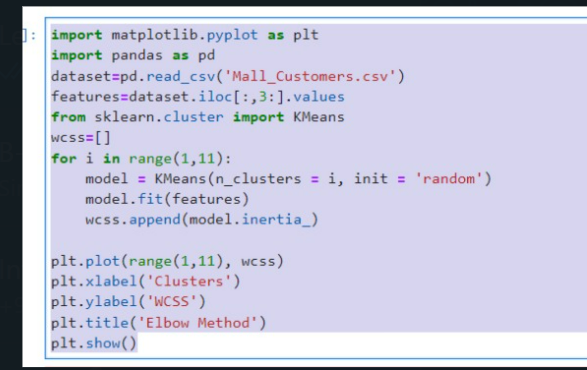 ]:
import matplotlib.pyplot as plt
import pandas as pd
dataset=pd.read_csv('Mall_Customers.csv')
features=dataset.iloc[:,3:].values
from sklearn.cluster import KMeans
wcss=[]
for i in range(1,11):
    model = KMeans(n_clusters = i, init = 'random')
    model.fit(features)
    wcss.append(model.inertia_)

plt.plot(range(1,11), wcss)
plt.xlabel('Clusters')
plt.ylabel('WCSS')
plt.title('Elbow Method')
plt.show()